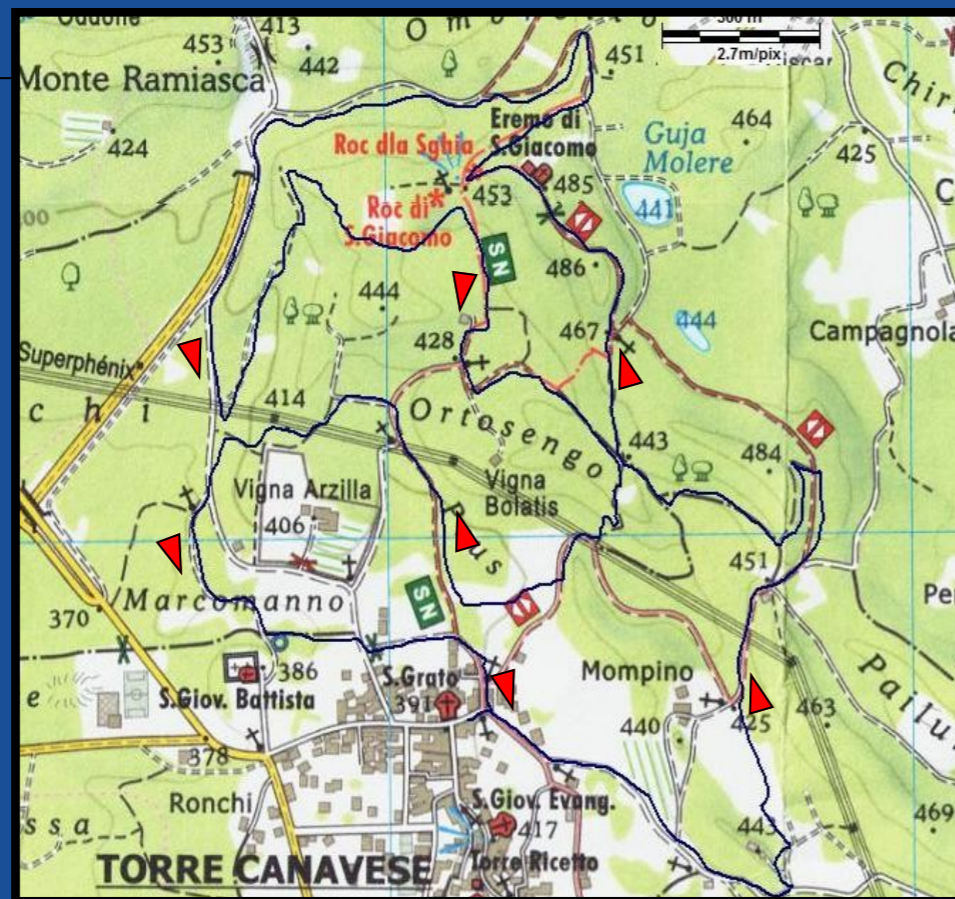 413
453
442
451
Monte Ramiasca
2.7m/pix
424
Roc dla Sghia
Eremo di
S.Giacomo
485
Guja
Molere
464
425
453
Roc di
S.Giacomo
441
SN
486
444
444
467
428
Campagnola
Superphénix
c h i
414
Ortosengo
443
484
Vigna Arzilla
Vigna
Bolatis
406
451
Marcomanno
SN
370
386
S.Giov. Battista
S.Grato
391
Mompino
425
463
440
378
Ronchi
S.Giov. Evang.
417
443
469
ssa
TORRE CANAVESE
Torre Ricetto